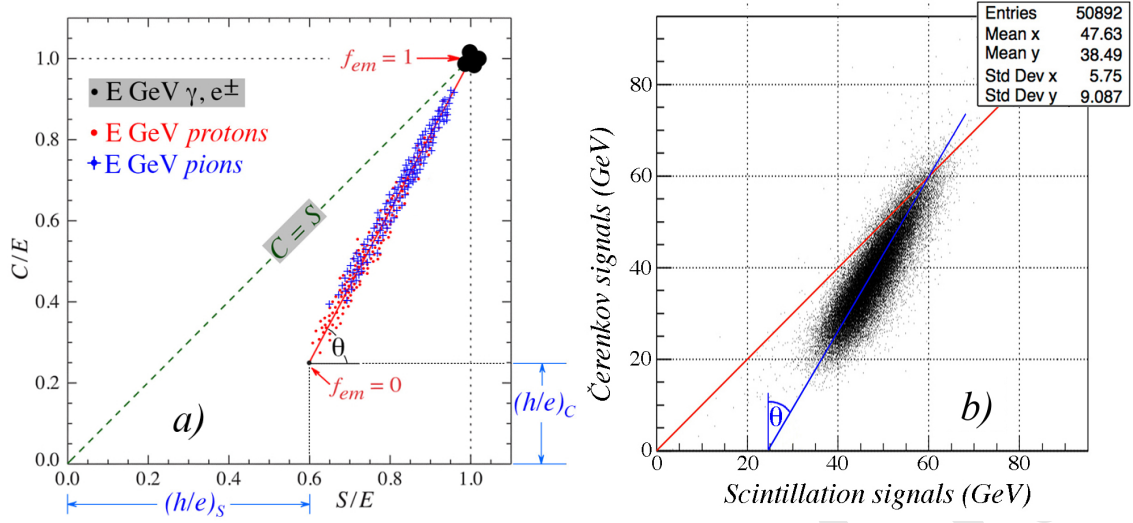 1.0
0.8
0.6
0.4
0.2
0.0
C/E
f_em = 1
• E GeV γ, e±
• E GeV protons
E GeV pions
C = S
θ
f_em = 0
(h/e)_C
a)
0.0 0.2 0.4 0.6 0.8 1.0
(h/e)_S
S/E
Entries 50892
Mean x 47.63
Mean y 38.49
Std Dev x 5.75
Std Dev y 9.087
80
60
40
20
0
Čerenkov signals (GeV)
θ
b)
0 20 40 60 80
Scintillation signals (GeV)